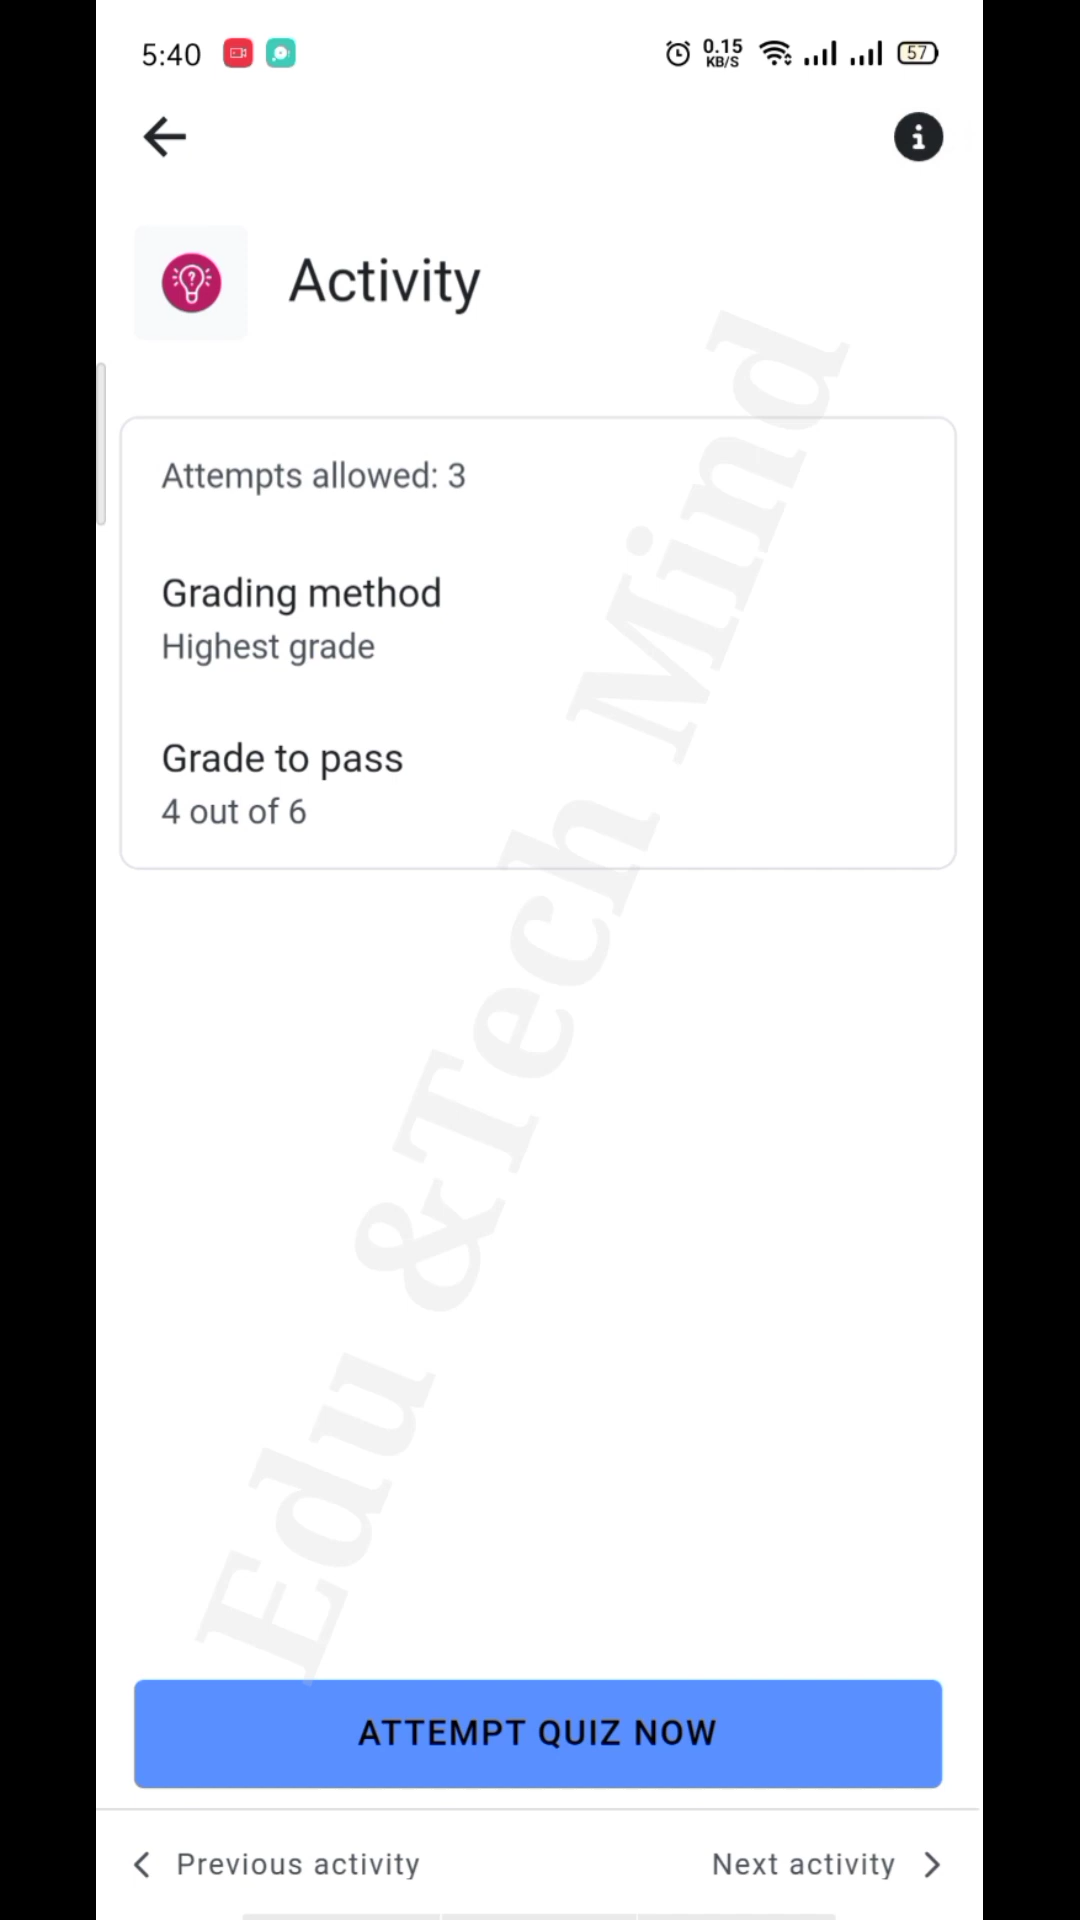 5:40
0.15
KB/S
57
Activity
Attempts allowed: 3
Grading method
Highest grade
Grade to pass
4 out of 6
Edu &Tech Mind
ATTEMPT QUIZ NOW
Previous activity
Next activity